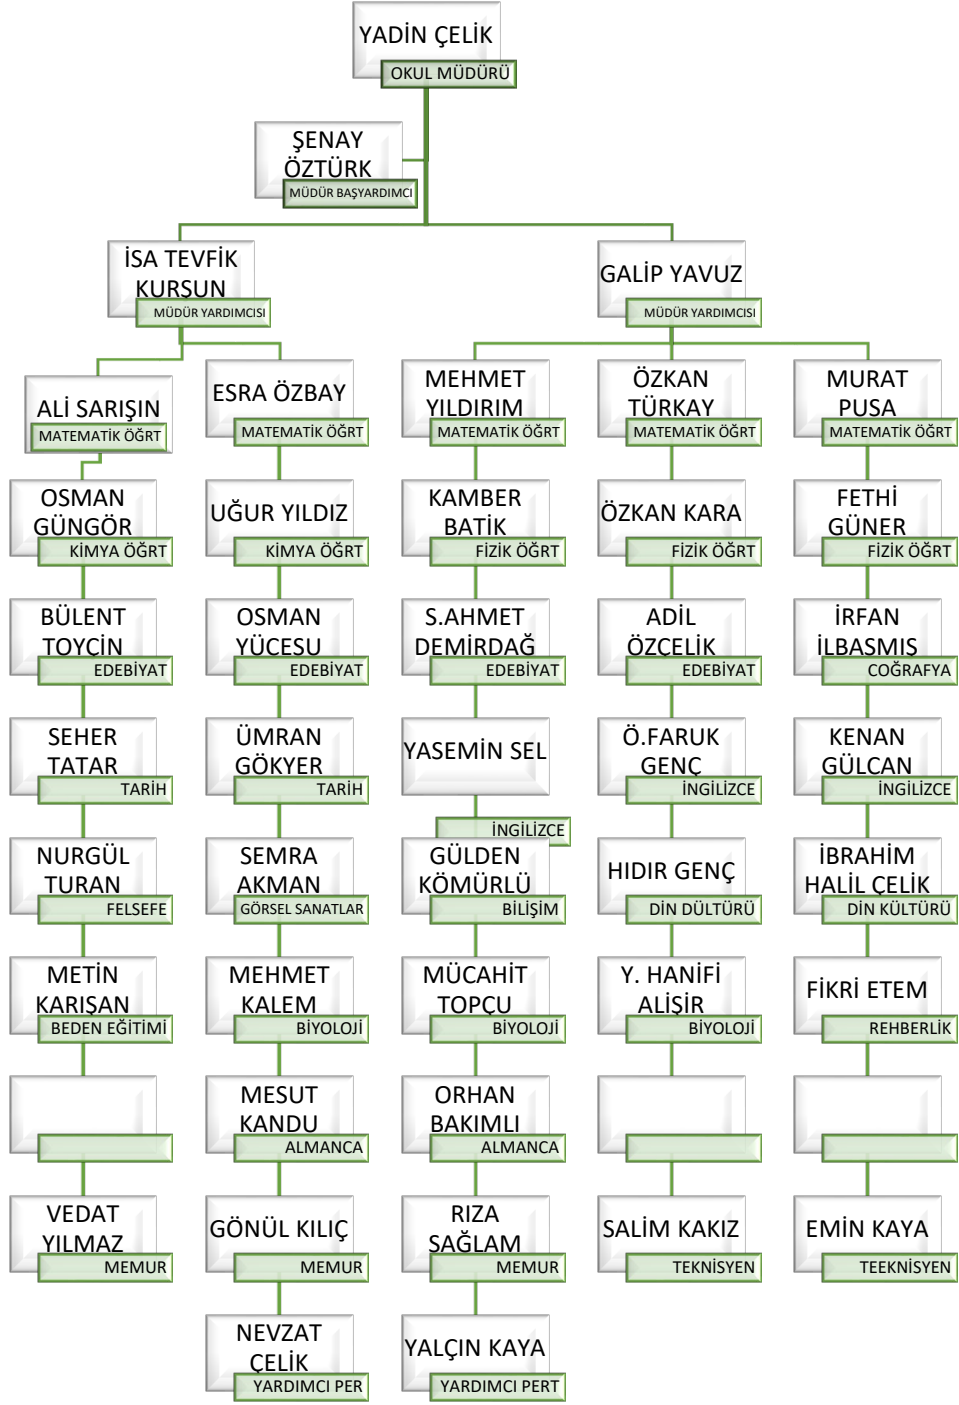 YADİN ÇELİK
OKUL MÜDÜRÜ
ŞENAY
ÖZTÜRK
MÜDÜR BAŞYARDIMCI
İSA TEVFİK
KURŞUN
MÜDÜR YARDIMCISI
GALİP YAVUZ
MÜDÜR YARDIMCISI
ALİ SARIŞIN
MATEMATİK ÖĞRT
OSMAN
GÜNGÖR
KİMYA ÖĞRT
BÜLENT
TOYÇİN
EDEBİYAT
SEHER
TATAR
TARİH
NURGÜL
TURAN
FELSEFE
METİN
KARIŞAN
BEDEN EĞİTİMİ
VEDAT
YILMAZ
MEMUR
ESRA ÖZBAY
MATEMATİK ÖĞRT
UĞUR YILDIZ
KİMYA ÖĞRT
OSMAN
YÜCESU
EDEBİYAT
ÜMRAN
GÖKYER
TARİH
SEMRA
AKMAN
GÖRSEL SANATLAR
MEHMET
KALEM
BİYOLOJİ
MESUT
KANDU
ALMANCA
GÖNÜL KILIÇ
MEMUR
NEVZAT
ÇELİK
YARDIMCI PER
MEHMET
YILDIRIM
MATEMATİK ÖĞRT
KAMBER
BATİK
FİZİK ÖĞRT
S.AHMET
DEMİRDAĞ
EDEBİYAT
YASEMİN SEL
İNGİLİZCE
GÜLDEN
KÖMÜRLÜ
BİLİŞİM
MÜCAHİT
TOPÇU
BİYOLOJİ
ORHAN
BAKIMLI
ALMANCA
RIZA
SAĞLAM
MEMUR
YALÇIN KAYA
YARDIMCI PERT
ÖZKAN
TÜRKAY
MATEMATİK ÖĞRT
ÖZKAN KARA
FİZİK ÖĞRT
ADİL
ÖZÇELİK
EDEBİYAT
Ö.FARUK
GENÇ
İNGİLİZCE
HIDIR GENÇ
DİN DÜLTÜRÜ
Y. HANİFİ
ALİŞİR
BİYOLOJİ
SALİM KAKIZ
TEKNİSYEN
MURAT
PUSA
MATEMATİK ÖĞRT
FETHİ
GÜNER
FİZİK ÖĞRT
İRFAN
İLBASMIŞ
COĞRAFYA
KENAN
GÜLCAN
İNGİLİZCE
İBRAHİM
HALİL ÇELİK
DİN KÜLTÜRÜ
FİKRİ ETEM
REHBERLİK
EMİN KAYA
TEEKNİSYEN